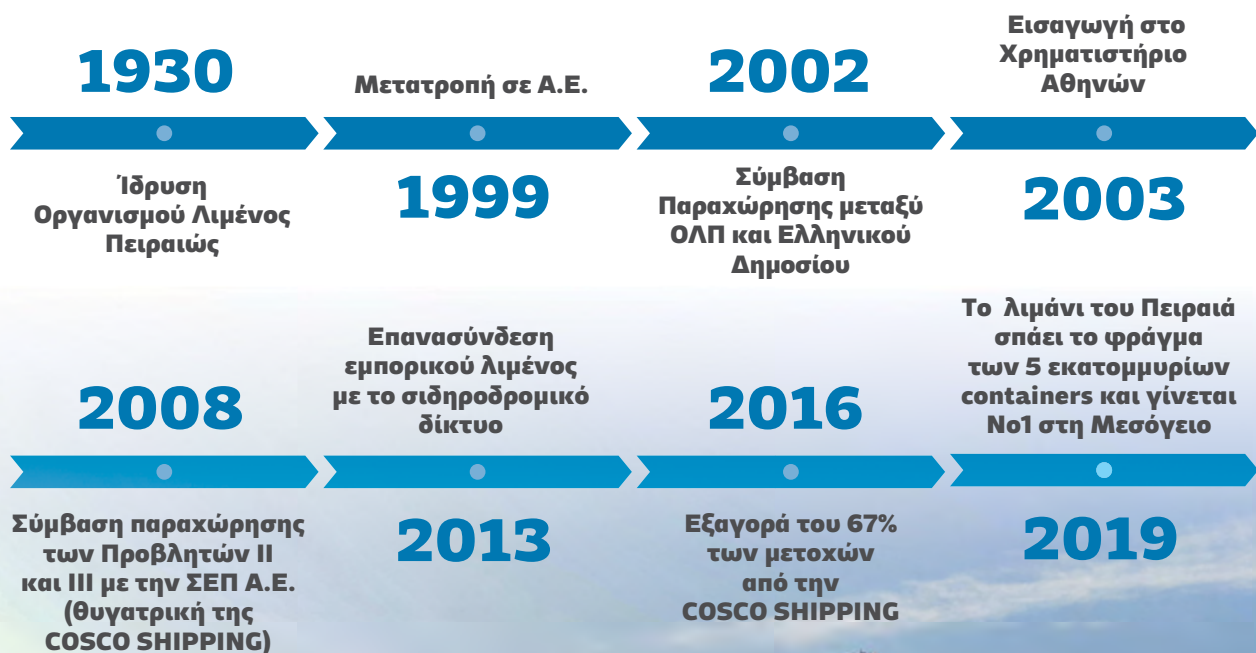 1930
Ίδρυση
Οργανισμού Λιμένος
Πειραιώς
Μετατροπή σε Α.Ε.
1999
2002
Σύμβαση
Παραχώρησης μεταξύ
ΟΛΠ και Ελληνικού
Δημοσίου
Εισαγωγή στο
Χρηματιστήριο
Αθηνών
2003
2008
Σύμβαση παραχώρησης
των Προβλητών ΙΙ
και ΙΙΙ με την ΣΕΠ Α.Ε.
(θυγατρική της
COSCO SHIPPING)
Επανασύνδεση
εμπορικού λιμένος
με το σιδηροδρομικό
δίκτυο
2013
2016
Εξαγορά του 67%
των μετοχών
από την
COSCO SHIPPING
Το λιμάνι του Πειραιά
σπάει το φράγμα
των 5 εκατομμυρίων
containers και γίνεται
Νο1 στη Μεσόγειο
2019